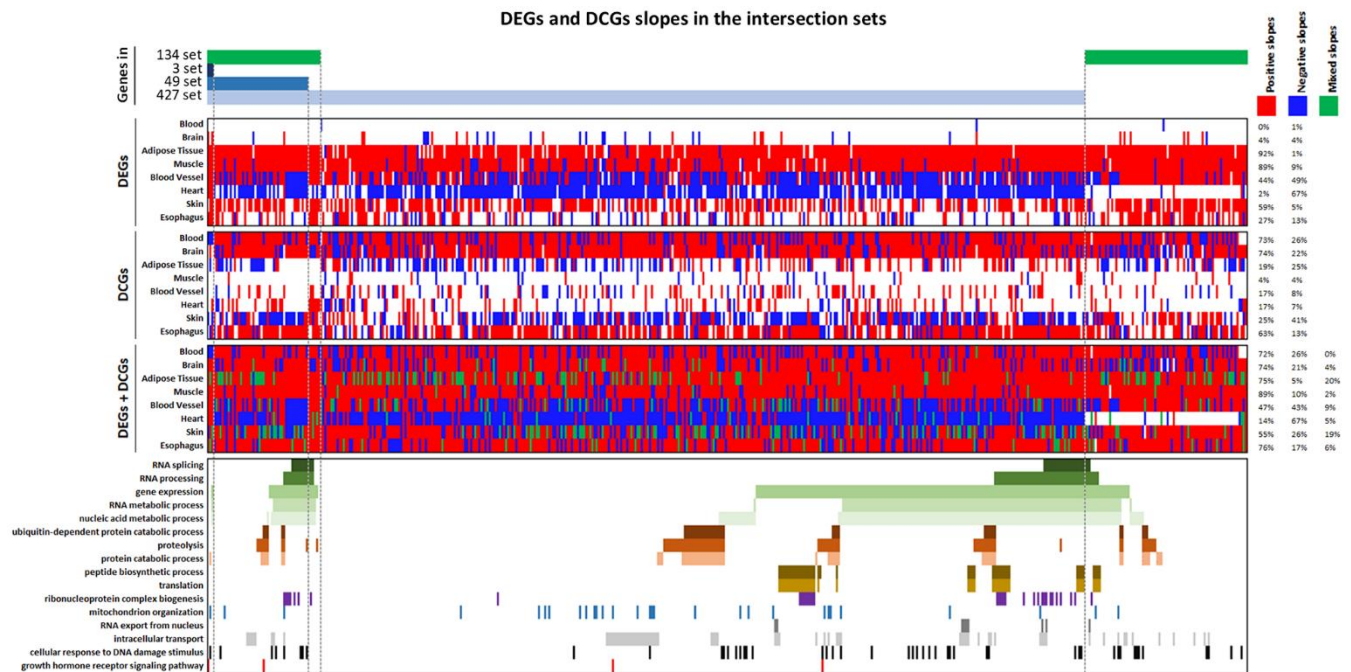 DEGs and DCGs slopes in the intersection sets
Genes in
134 set
3 set
49 set
427 set
Positive slopes
Negative slopes
Mixed slopes
DEGs
Blood 0% 1%
Brain 4% 4%
Adipose Tissue 92% 1%
Muscle 89% 9%
Blood Vessel 44% 49%
Heart 2% 67%
Skin 59% 5%
Esophagus 27% 13%
DCGs
Blood 73% 26%
Brain 74% 22%
Adipose Tissue 19% 25%
Muscle 4% 4%
Blood Vessel 17% 8%
Heart 17% 7%
Skin 25% 41%
Esophagus 63% 13%
DEGs + DCGs
Blood 72% 26% 0%
Brain 74% 21% 4%
Adipose Tissue 75% 5% 20%
Muscle 89% 10% 2%
Blood Vessel 47% 43% 9%
Heart 14% 67% 5%
Skin 55% 26% 19%
Esophagus 76% 17% 6%
RNA splicing
RNA processing
gene expression
RNA metabolic process
nucleic acid metabolic process
ubiquitin-dependent protein catabolic process
proteolysis
protein catabolic process
peptide biosynthetic process
translation
ribonucleoprotein complex biogenesis
mitochondrion organization
RNA export from nucleus
intracellular transport
cellular response to DNA damage stimulus
growth hormone receptor signaling pathway